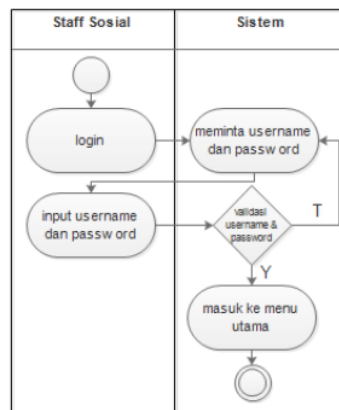 Staff Sosial
Sistem
login
meminta username
dan password
input username
dan password
validasi
username &
password
T
Y
masuk ke menu
utama